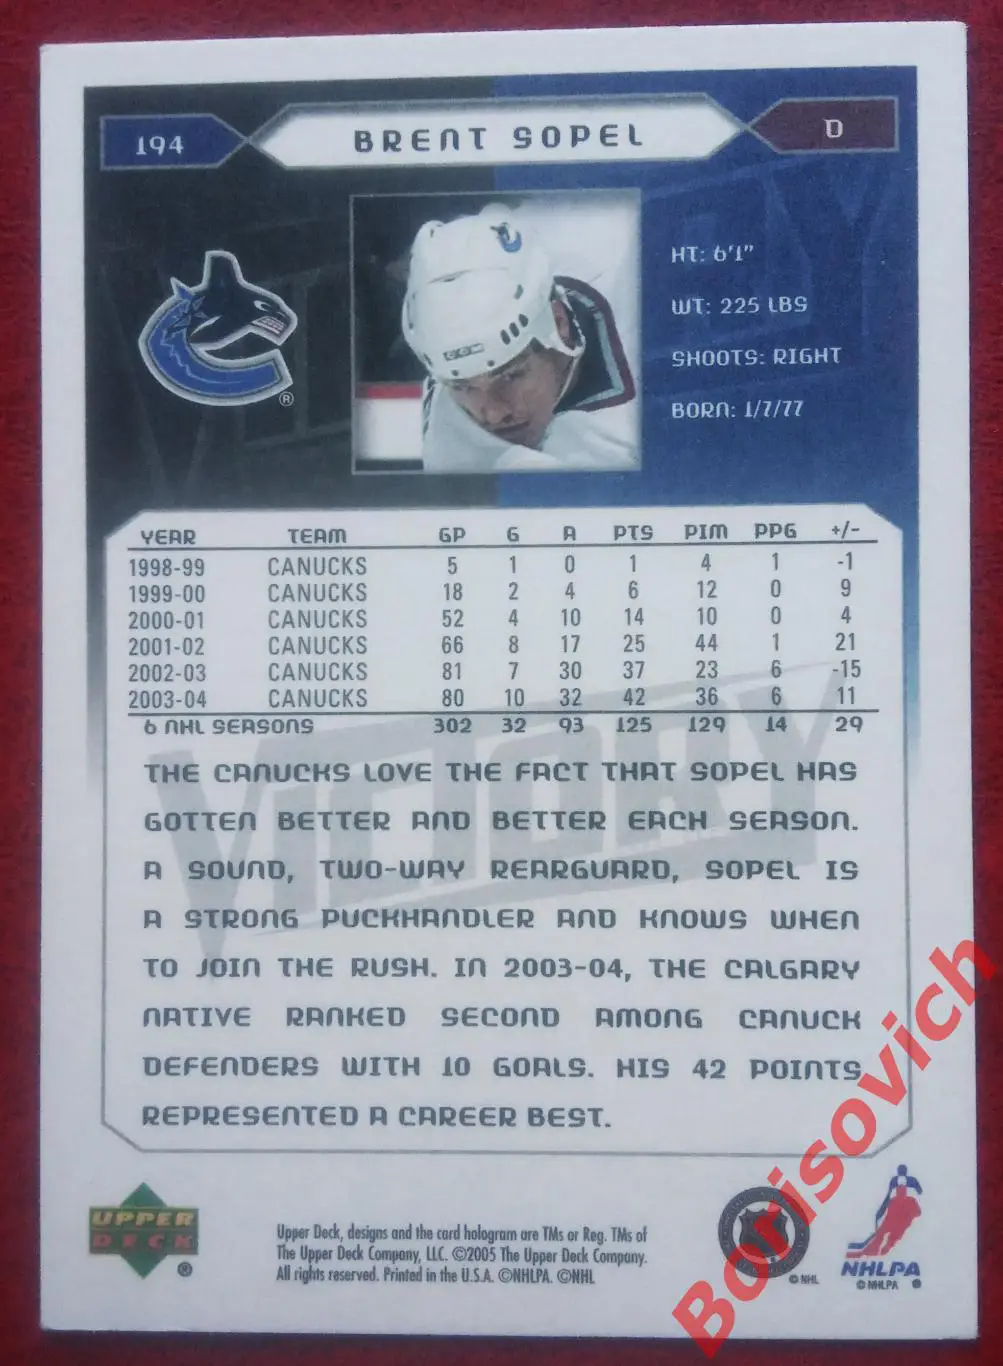 194
BRENT SOPEL
D
HT: 6'1"
WT: 225 LBS
SHOOTS: RIGHT
BORN: 1/7/77
CCM
®
YEAR TEAM GP G A PTS PIM PPG +/-
1998-99 CANUCKS 5 1 0 1 4 1 -1
1999-00 CANUCKS 18 2 4 6 12 0 9
2000-01 CANUCKS 52 4 10 14 10 0 4
2001-02 CANUCKS 66 8 17 25 44 1 21
2002-03 CANUCKS 81 7 30 37 23 6 -15
2003-04 CANUCKS 80 10 32 42 36 6 11
6 NHL SEASONS 302 32 93 125 129 14 29
VICTORY
THE CANUCKS LOVE THE FACT THAT SOPEL HAS
GOTTEN BETTER AND BETTER EACH SEASON.
A SOUND, TWO-WAY REARGUARD, SOPEL IS
A STRONG PUCKHANDLER AND KNOWS WHEN
TO JOIN THE RUSH. IN 2003-04, THE CALGARY
NATIVE RANKED SECOND AMONG CANUCK
DEFENDERS WITH 10 GOALS. HIS 42 POINTS
REPRESENTED A CAREER BEST.
UPPER
DECK
®
Upper Deck, designs and the card hologram are TMs or Reg. TMs of
The Upper Deck Company, LLC. ©2005 The Upper Deck Company.
All rights reserved. Printed in the U.S.A. ©NHLPA. ©NHL
© NHL
NHLPA
© NHLPA ®
Borisovich